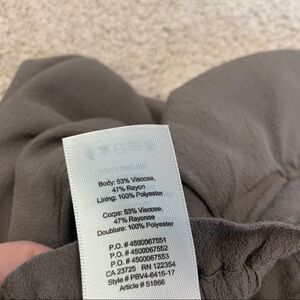 Body: 53% Viscose,
47% Rayon
Lining: 100% Polyester
Corps: 53% Viscose,
47% Rayonne
Doublure: 100% Polyester
P.O. # 4500067551
P.O. # 4500067552
P.O. # 4500067553
CA 23725 RN 122354
Style # PBV4-6416-17
Article # 51866